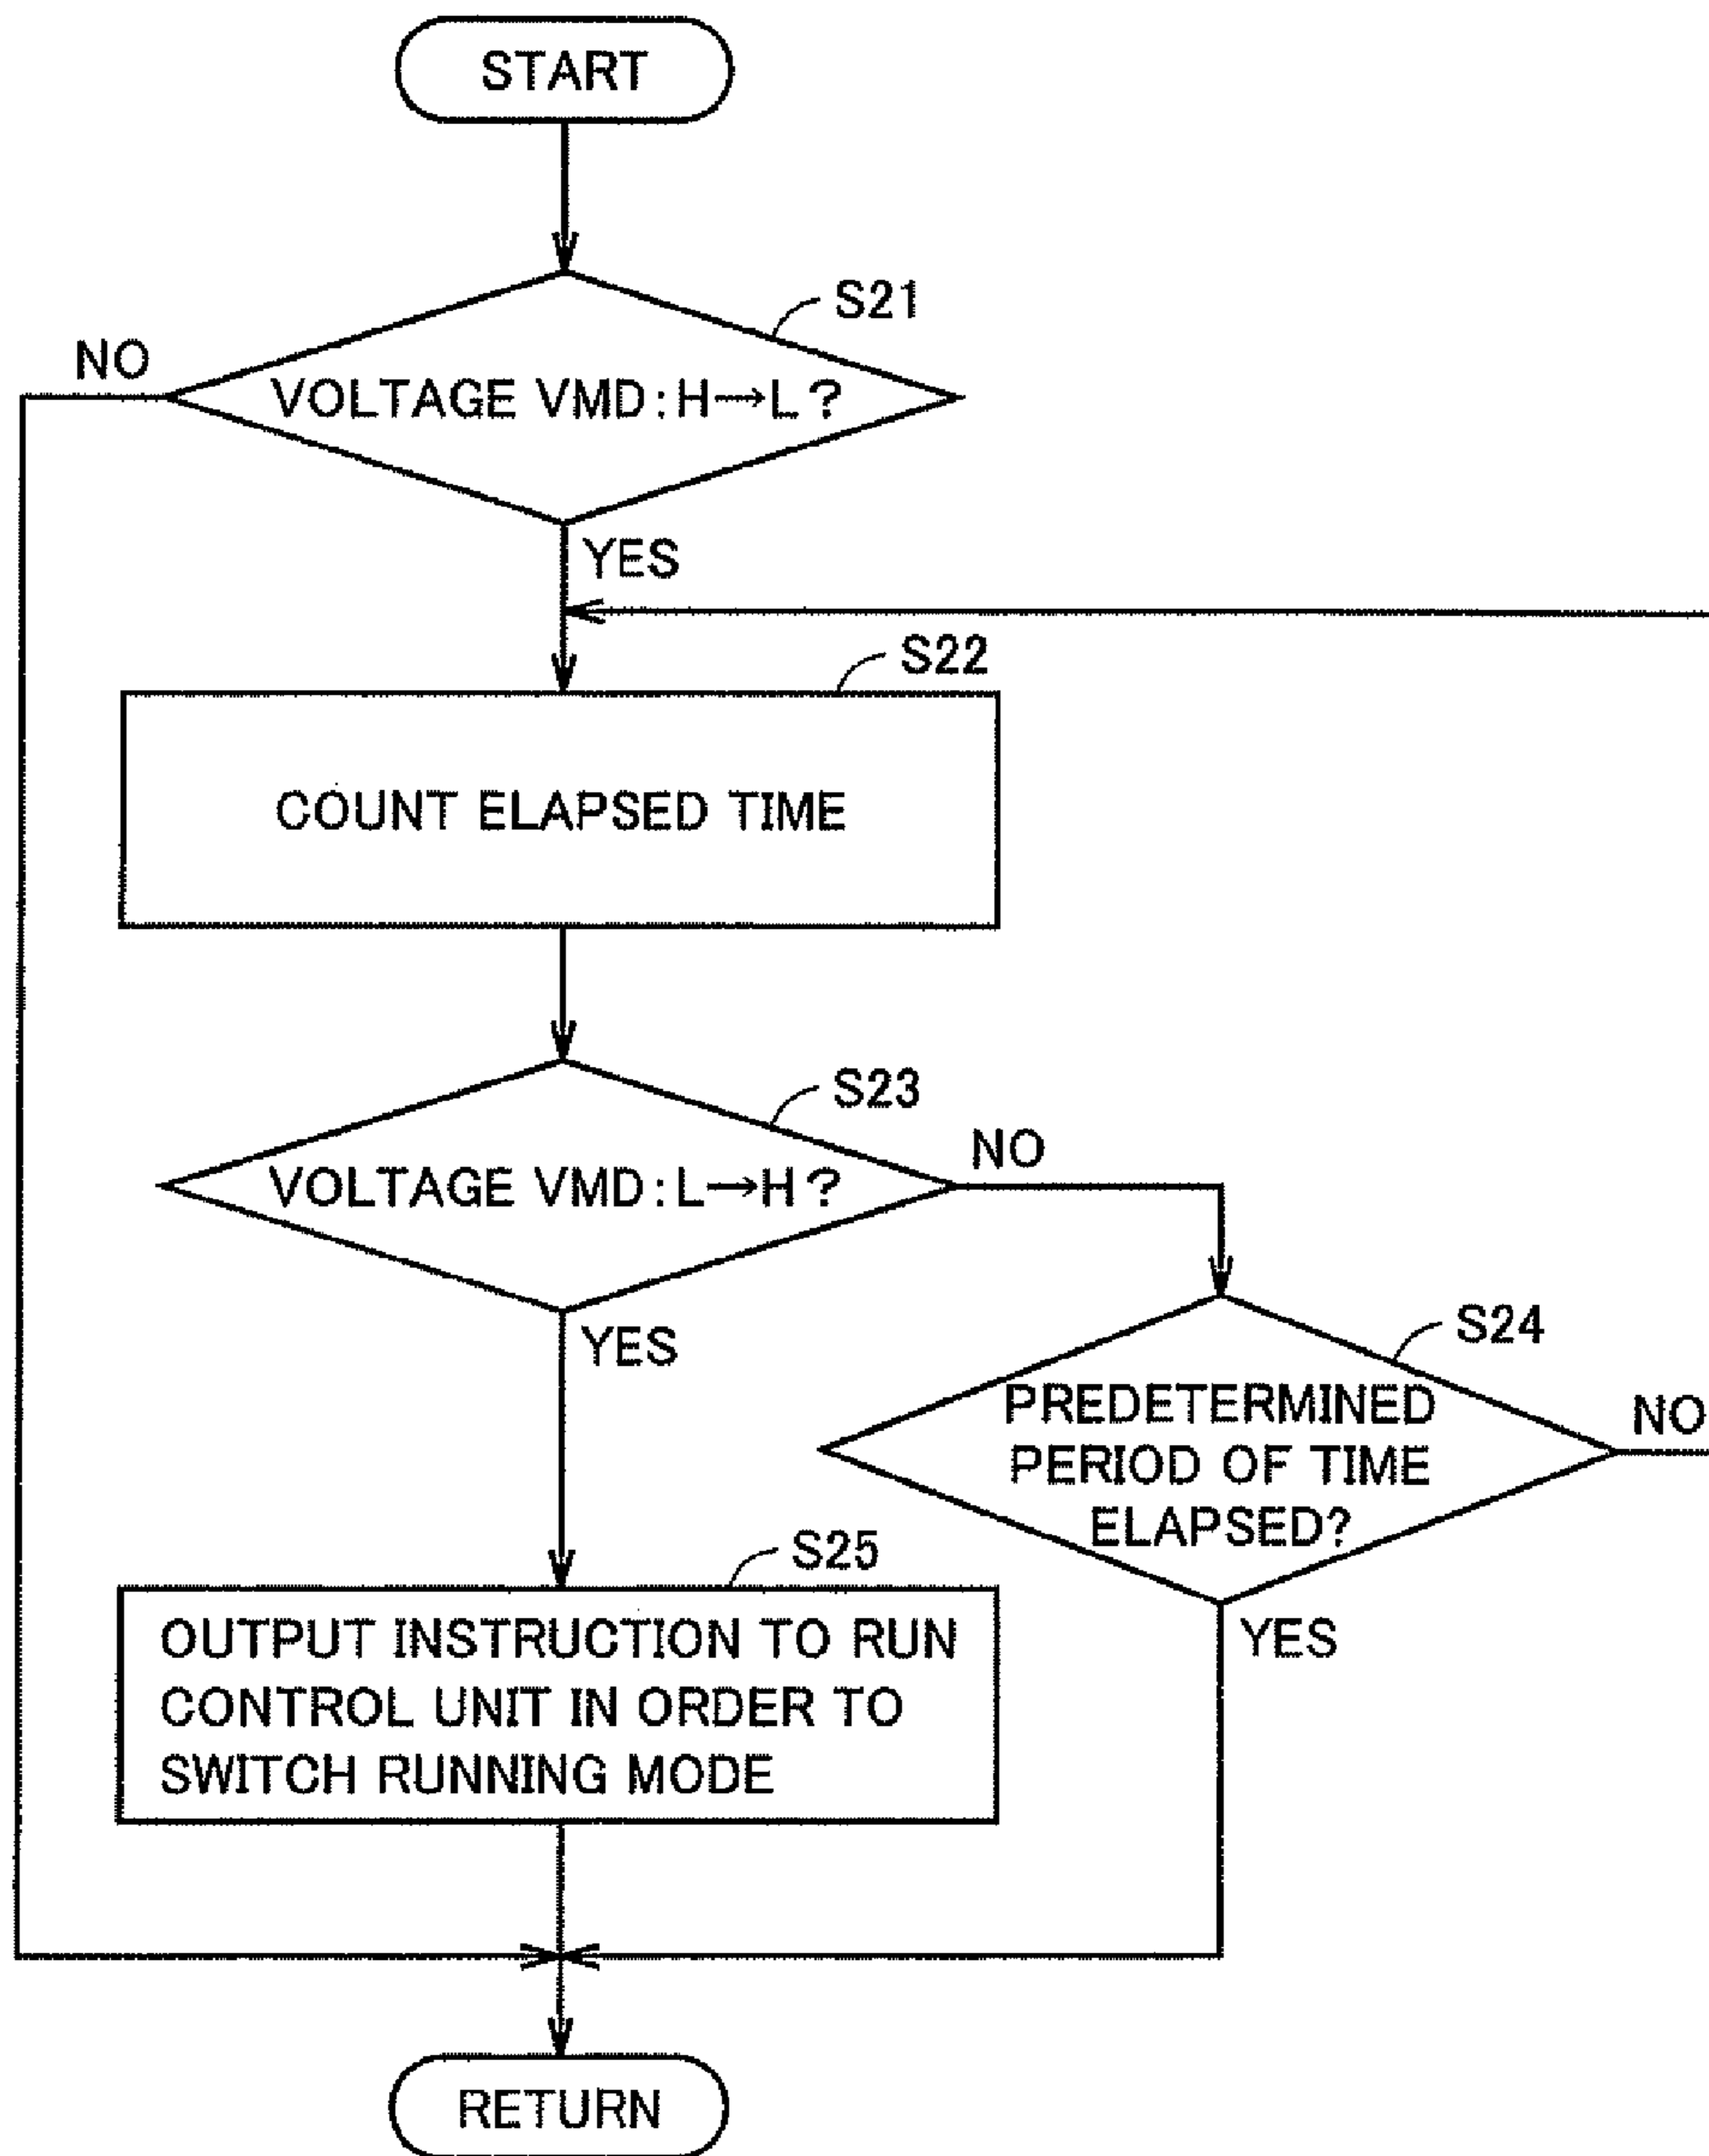 START
S21
NO
VOLTAGE VMD:H→L?
YES
S22
COUNT ELAPSED TIME
S23
VOLTAGE VMD:L→H?
NO
YES
S24
PREDETERMINED
PERIOD OF TIME
ELAPSED?
NO
YES
S25
OUTPUT INSTRUCTION TO RUN
CONTROL UNIT IN ORDER TO
SWITCH RUNNING MODE
RETURN